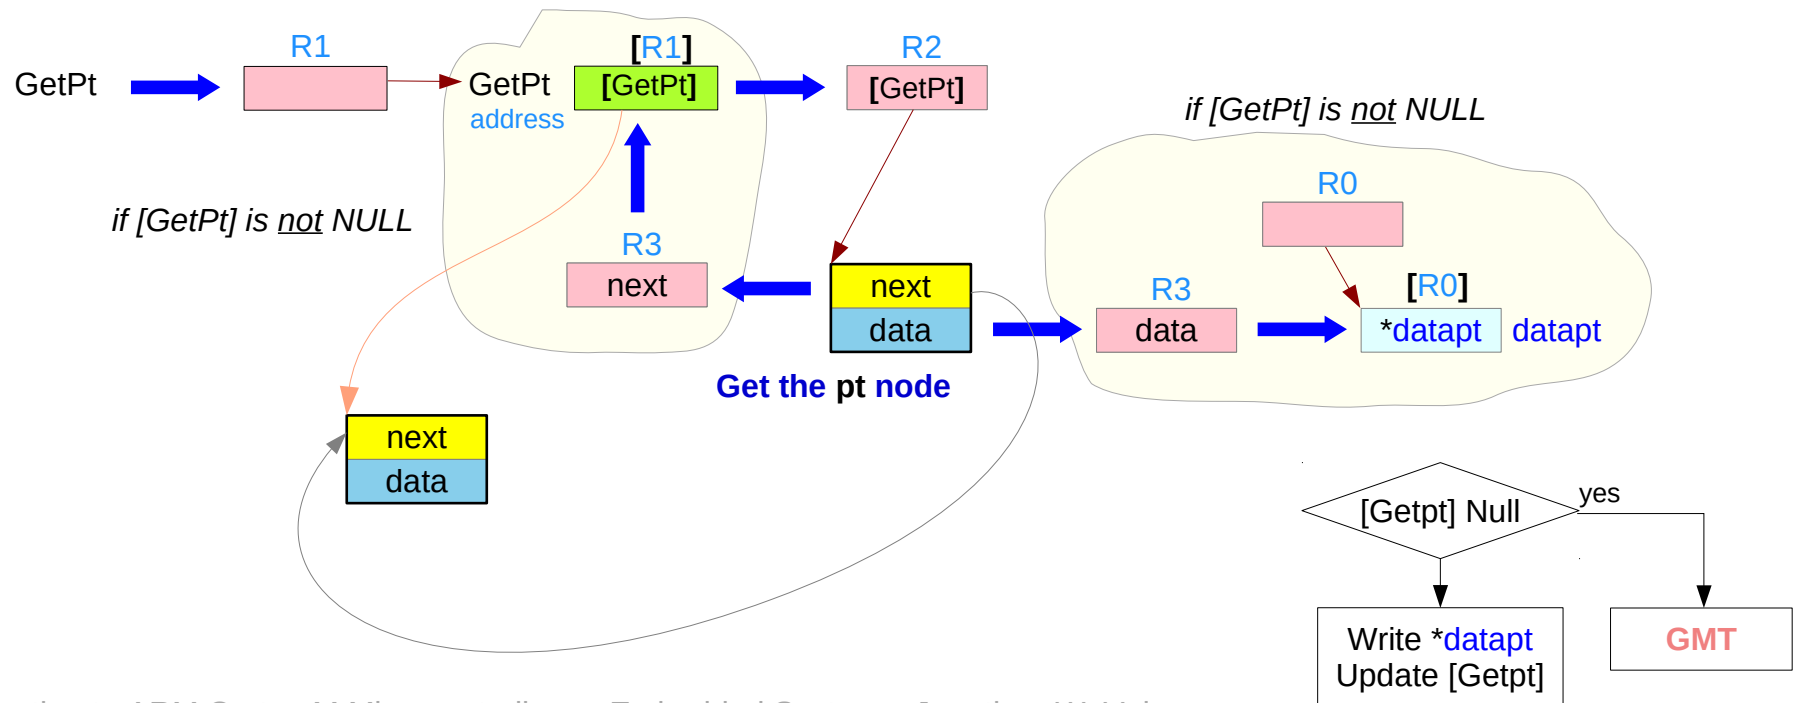 R1
[R1]
R2
GetPt
GetPt
[GetPt]
[GetPt]
address
if [GetPt] is not NULL
R0
if [GetPt] is not NULL
R3
next
next
data
R3
data
[R0]
*datapt
datapt
Get the pt node
next
data
[Getpt] Null
yes
Write *datapt
Update [Getpt]
GMT